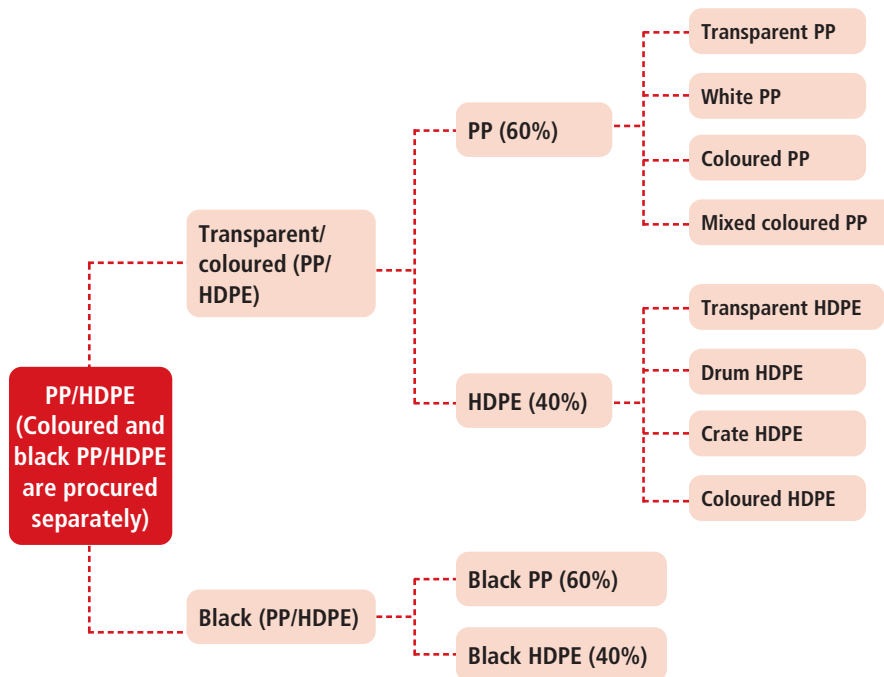 PP/HDPE
(Coloured and
black PP/HDPE
are procured
separately)
Transparent/
coloured (PP/
HDPE)
PP (60%)
Transparent PP
White PP
Coloured PP
Mixed coloured PP
HDPE (40%)
Transparent HDPE
Drum HDPE
Crate HDPE
Coloured HDPE
Black (PP/HDPE)
Black PP (60%)
Black HDPE (40%)